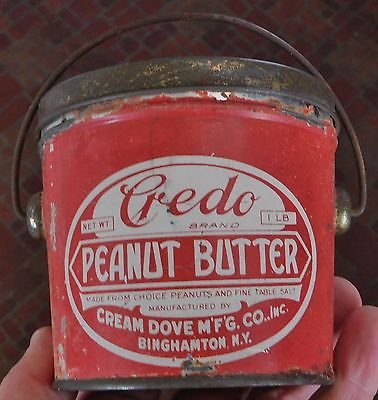 Credo
NET WT BRAND 1 LB
PEANUT BUTTER
MADE FROM CHOICE PEANUTS AND FINE TABLE SALT
MANUFACTURED BY
CREAM DOVE M'F'G. CO., INC.
BINGHAMTON, N.Y.